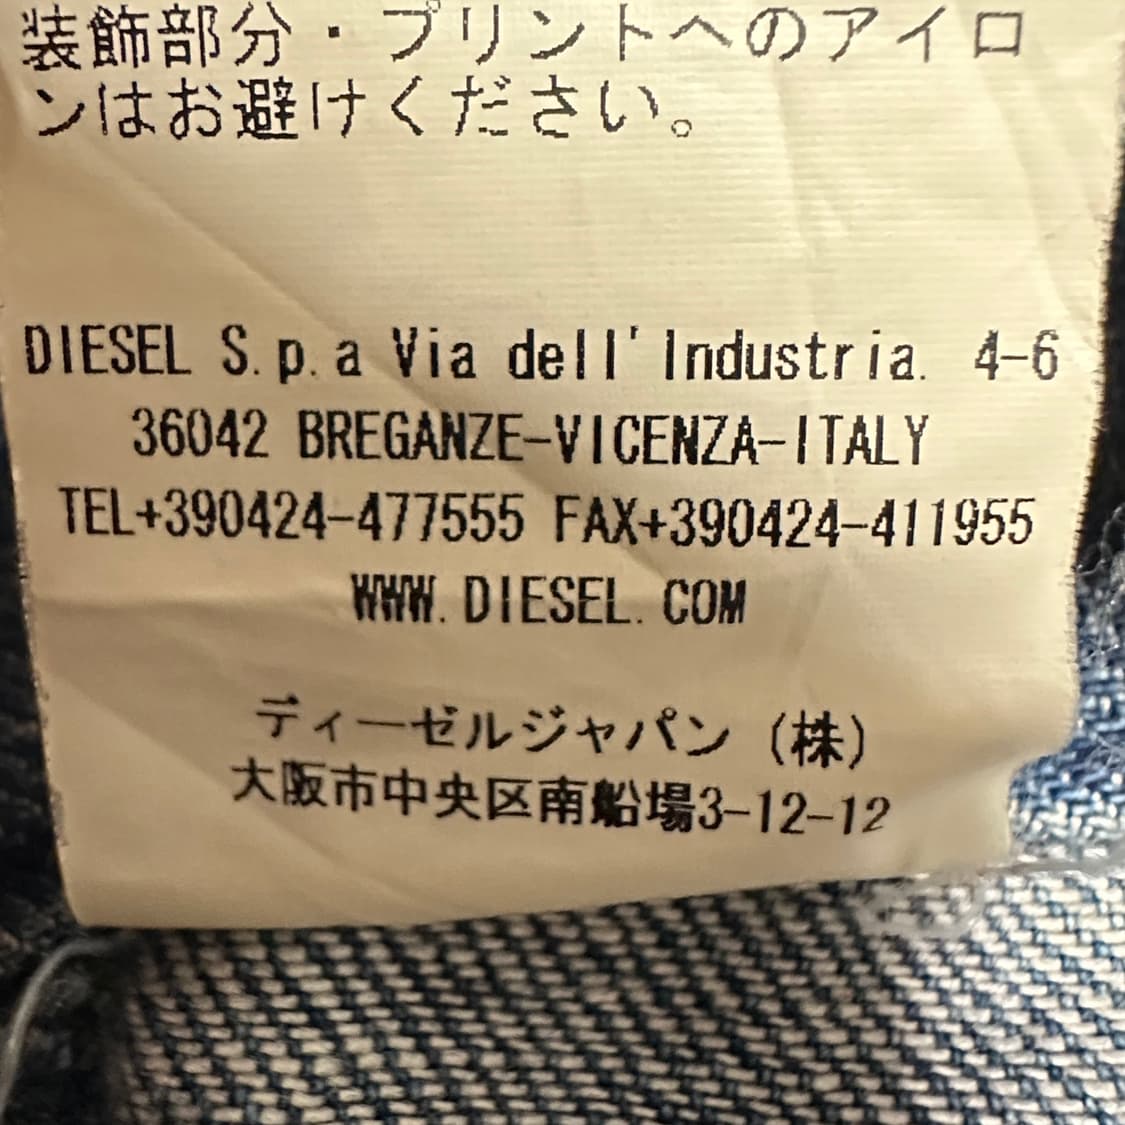 装飾部分・プリントへのアイロ
ンはお避けください。
DIESEL S.p.a Via dell'Industria. 4-6
36042 BREGANZE-VICENZA-ITALY
TEL+390424-477555 FAX+390424-411955
WWW.DIESEL.COM
ディーゼルジャパン（株）
大阪市中央区南船場3-12-12